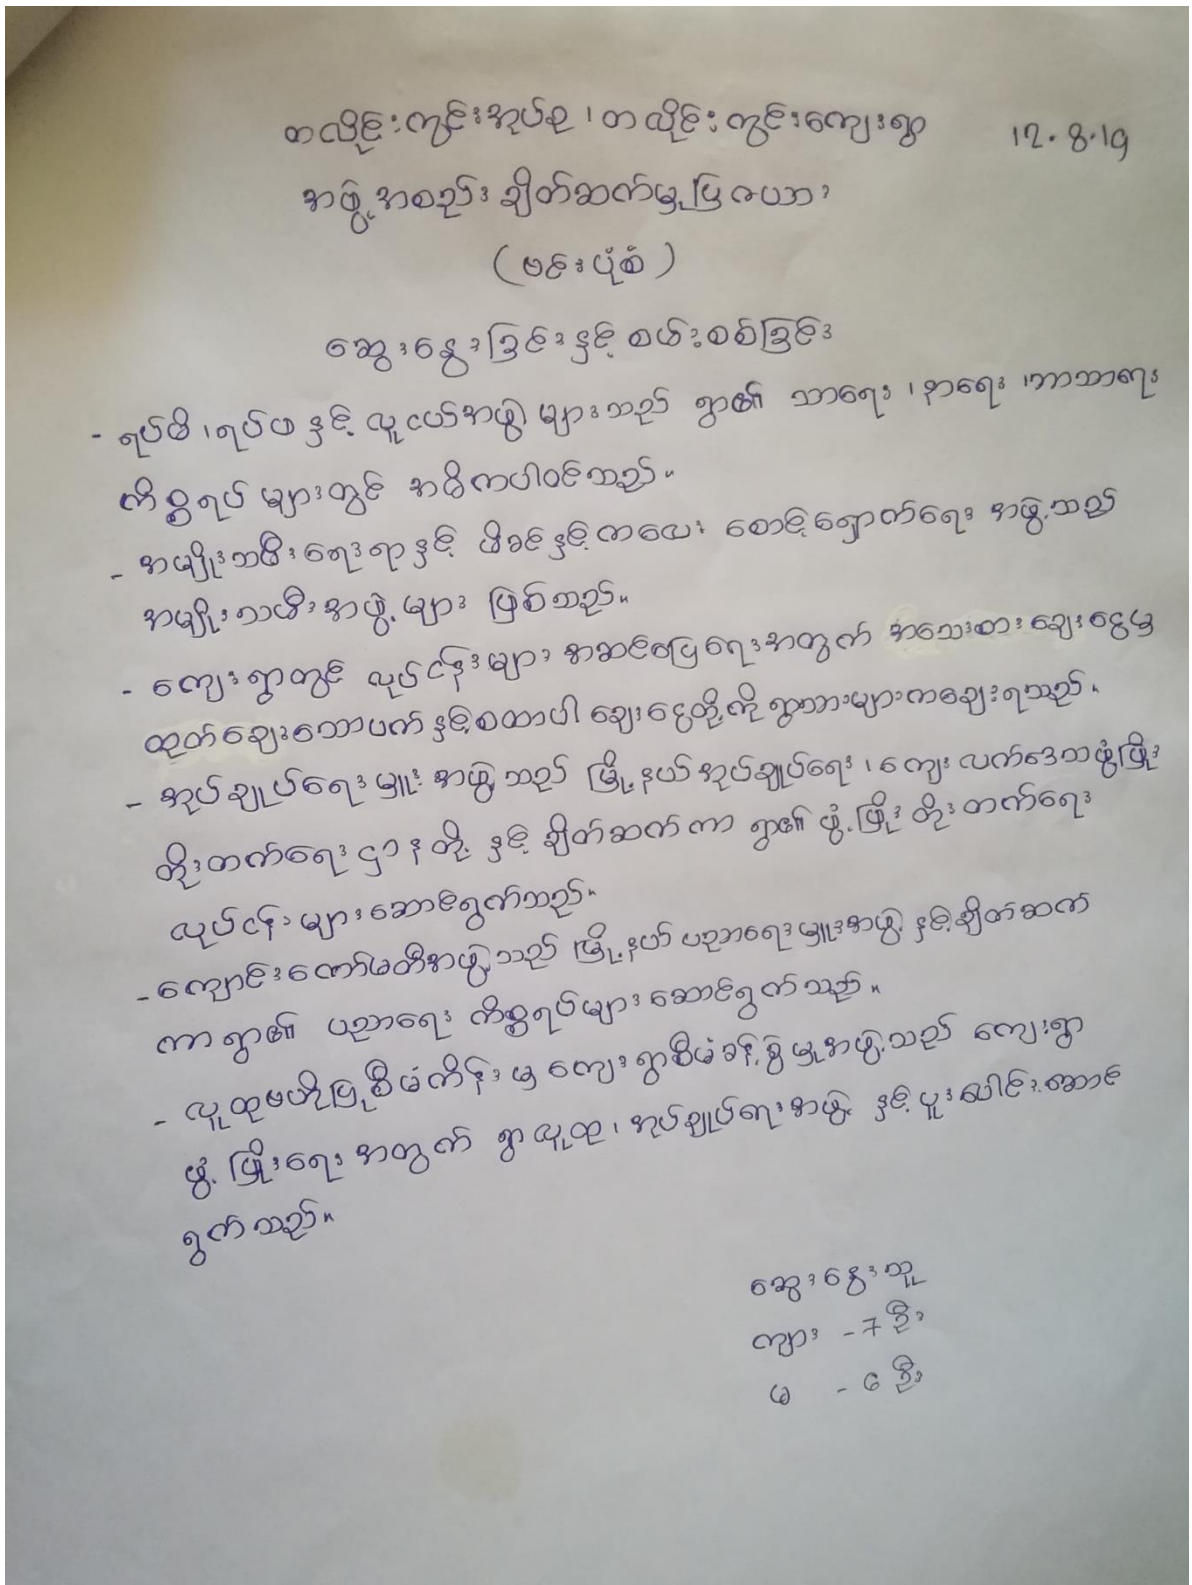 တလိုင်းကွင်းအုပ်စု ၊ တလိုင်းကွင်းကျေးရွာ 12.8.19
အဖွဲ့အစည်းချိတ်ဆက်မှုပြဇယား
(ဗင်းပုံစံ)
ဆွေးနွေးခြင်းနှင့် စမ်းစစ်ခြင်း
- ရပ်မိ ၊ ရပ်ဖ နှင့် လူငယ်အဖွဲ့ များသည် ရွာ၏ သာရေး ၊ နာရေး ၊ ဘာသာရေး
ကိစ္စရပ် များတွင် အဓိကပါဝင်သည်။
- အမျိုးသမီးရေးရာနှင့် မိခင်နှင့်ကလေး စောင့်ရှောက်ရေး အဖွဲ့သည်
အမျိုးသမီးအဖွဲ့များ ဖြစ်သည်။
- ကျေးရွာတွင် လုပ်ငန်းများ အဆင်ပြေရေးအတွက် အသေးစား ချေးငွေမှ
ထုတ်ချေးသောပက်နှင့်စထာပါ ချေးငွေတို့ကို ရွာသားများကချေးရသည်။
- အုပ်ချုပ်ရေးမှူး အဖွဲ့သည် မြို့နယ်အုပ်ချုပ်ရေး ၊ ကျေးလက်ဒေသဖွံ့ဖြိုး
တိုးတက်ရေး ဌာနတို့ နှင့် ချိတ်ဆက်ကာ ရွာ၏ ဖွံ့ဖြိုး တိုးတက်ရေး
လုပ်ငန်းများဆောင်ရွက်သည်။
- ကျောင်းကော်မတီအဖွဲ့သည် မြို့နယ် ပညာရေးမှူးအဖွဲ့ နှင့်ချိတ်ဆက်
ကာ ရွာ၏ ပညာရေး ကိစ္စရပ်များဆောင်ရွက်သည်။
- လူထုဗဟိုပြုစီမံကိန်းမှ ကျေးရွာစီမံခန့်ခွဲမှုအဖွဲ့သည် ကျေးရွာ
ဖွံ့ဖြိုးရေး အတွက် ရွာလူထု ၊ အုပ်ချုပ်ရေးအဖွဲ့ နှင့် ပူးပေါင်းဆောင်
ရွက်သည်။
ဆွေးနွေးသူ
ကျား - 7 ဦး
မ - ၆ ဦး